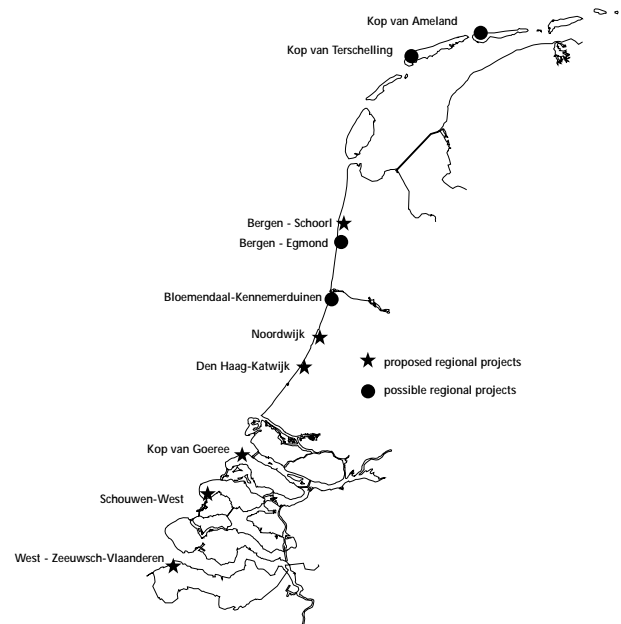 Kop van Ameland
Kop van Terschelling
Bergen - Schoorl
Bergen - Egmond
Bloemendaal-Kennemerduinen
Noordwijk
proposed regional projects
Den Haag-Katwijk
possible regional projects
Kop van Goeree
Schouwen-West
West - Zeeuwsch-Vlaanderen